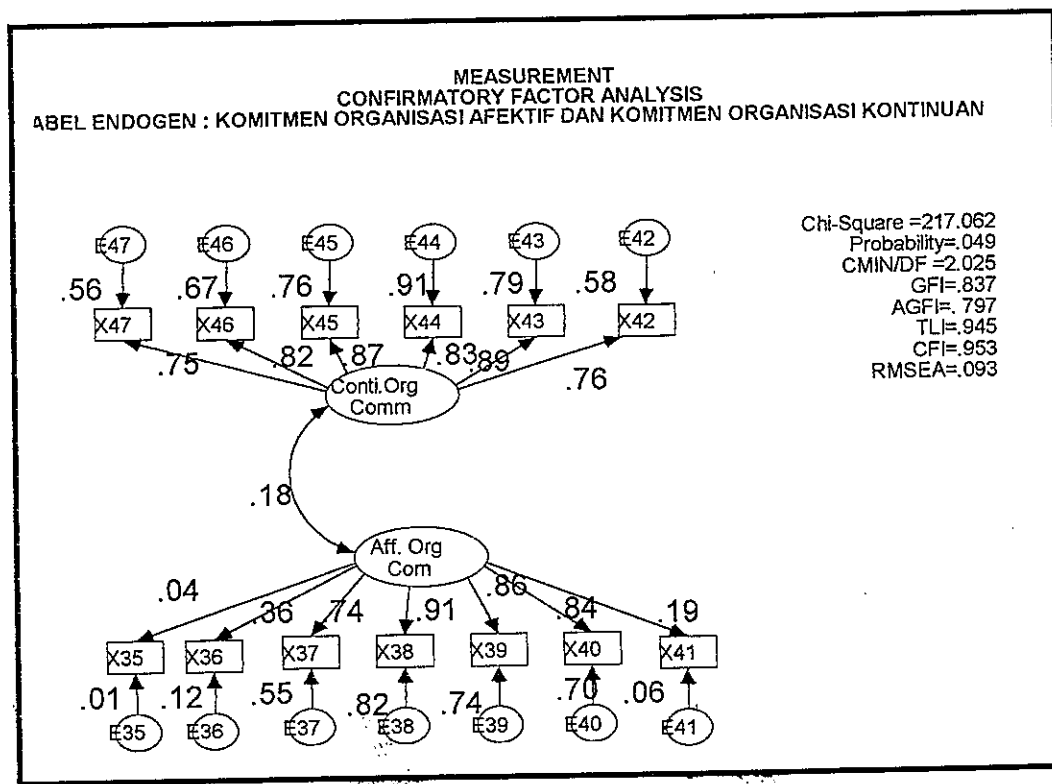 MEASUREMENT
CONFIRMATORY FACTOR ANALYSIS
ABEL ENDOGEN : KOMITMEN ORGANISASI AFEKTIF DAN KOMITMEN ORGANISASI KONTINUAN
Chi-Square =217.062
Probability=.049
CMIN/DF =2.025
GFI=.837
AGFI=. 797
TLI=.945
CFI=.953
RMSEA=.093
E47 E46 E45 E44 E43 E42
.56 .67 .76 .91 .79 .58
X47 X46 X45 X44 X43 X42
.75 .82 .87 .83 .89 .76
Conti.Org
Comm
.18
Aff. Org
Com
.04 .36 .74 .91 .86 .84 .19
X35 X36 X37 X38 X39 X40 X41
.01 .12 .55 .82 .74 .70 .06
E35 E36 E37 E38 E39 E40 E41